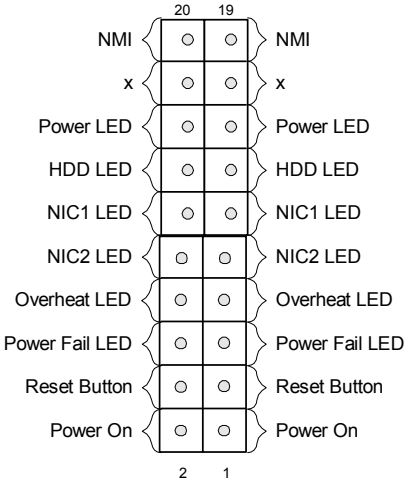 20 19
NMI NMI
x x
Power LED Power LED
HDD LED HDD LED
NIC1 LED NIC1 LED
NIC2 LED NIC2 LED
Overheat LED Overheat LED
Power Fail LED Power Fail LED
Reset Button Reset Button
Power On Power On
2 1